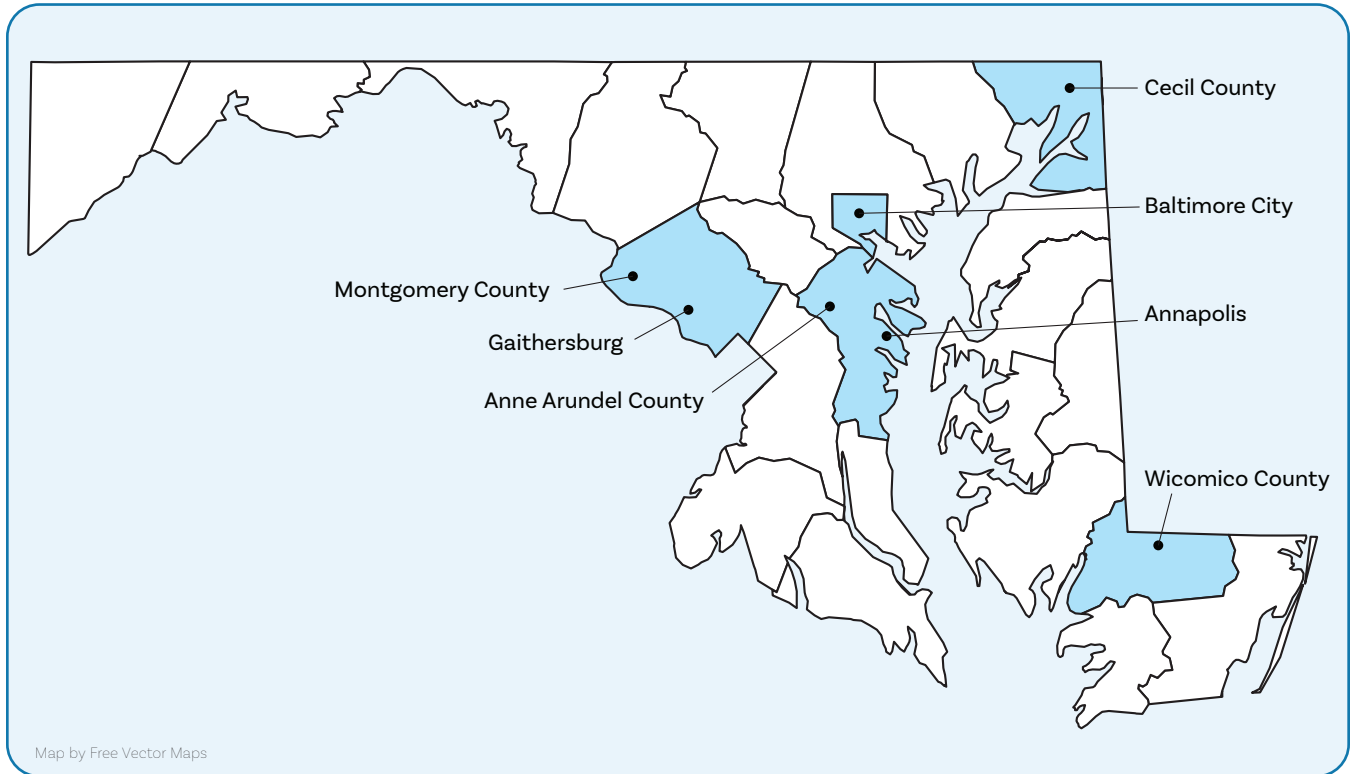 Cecil County
Baltimore City
Montgomery County
Annapolis
Gaithersburg
Anne Arundel County
Wicomico County
Map by Free Vector Maps